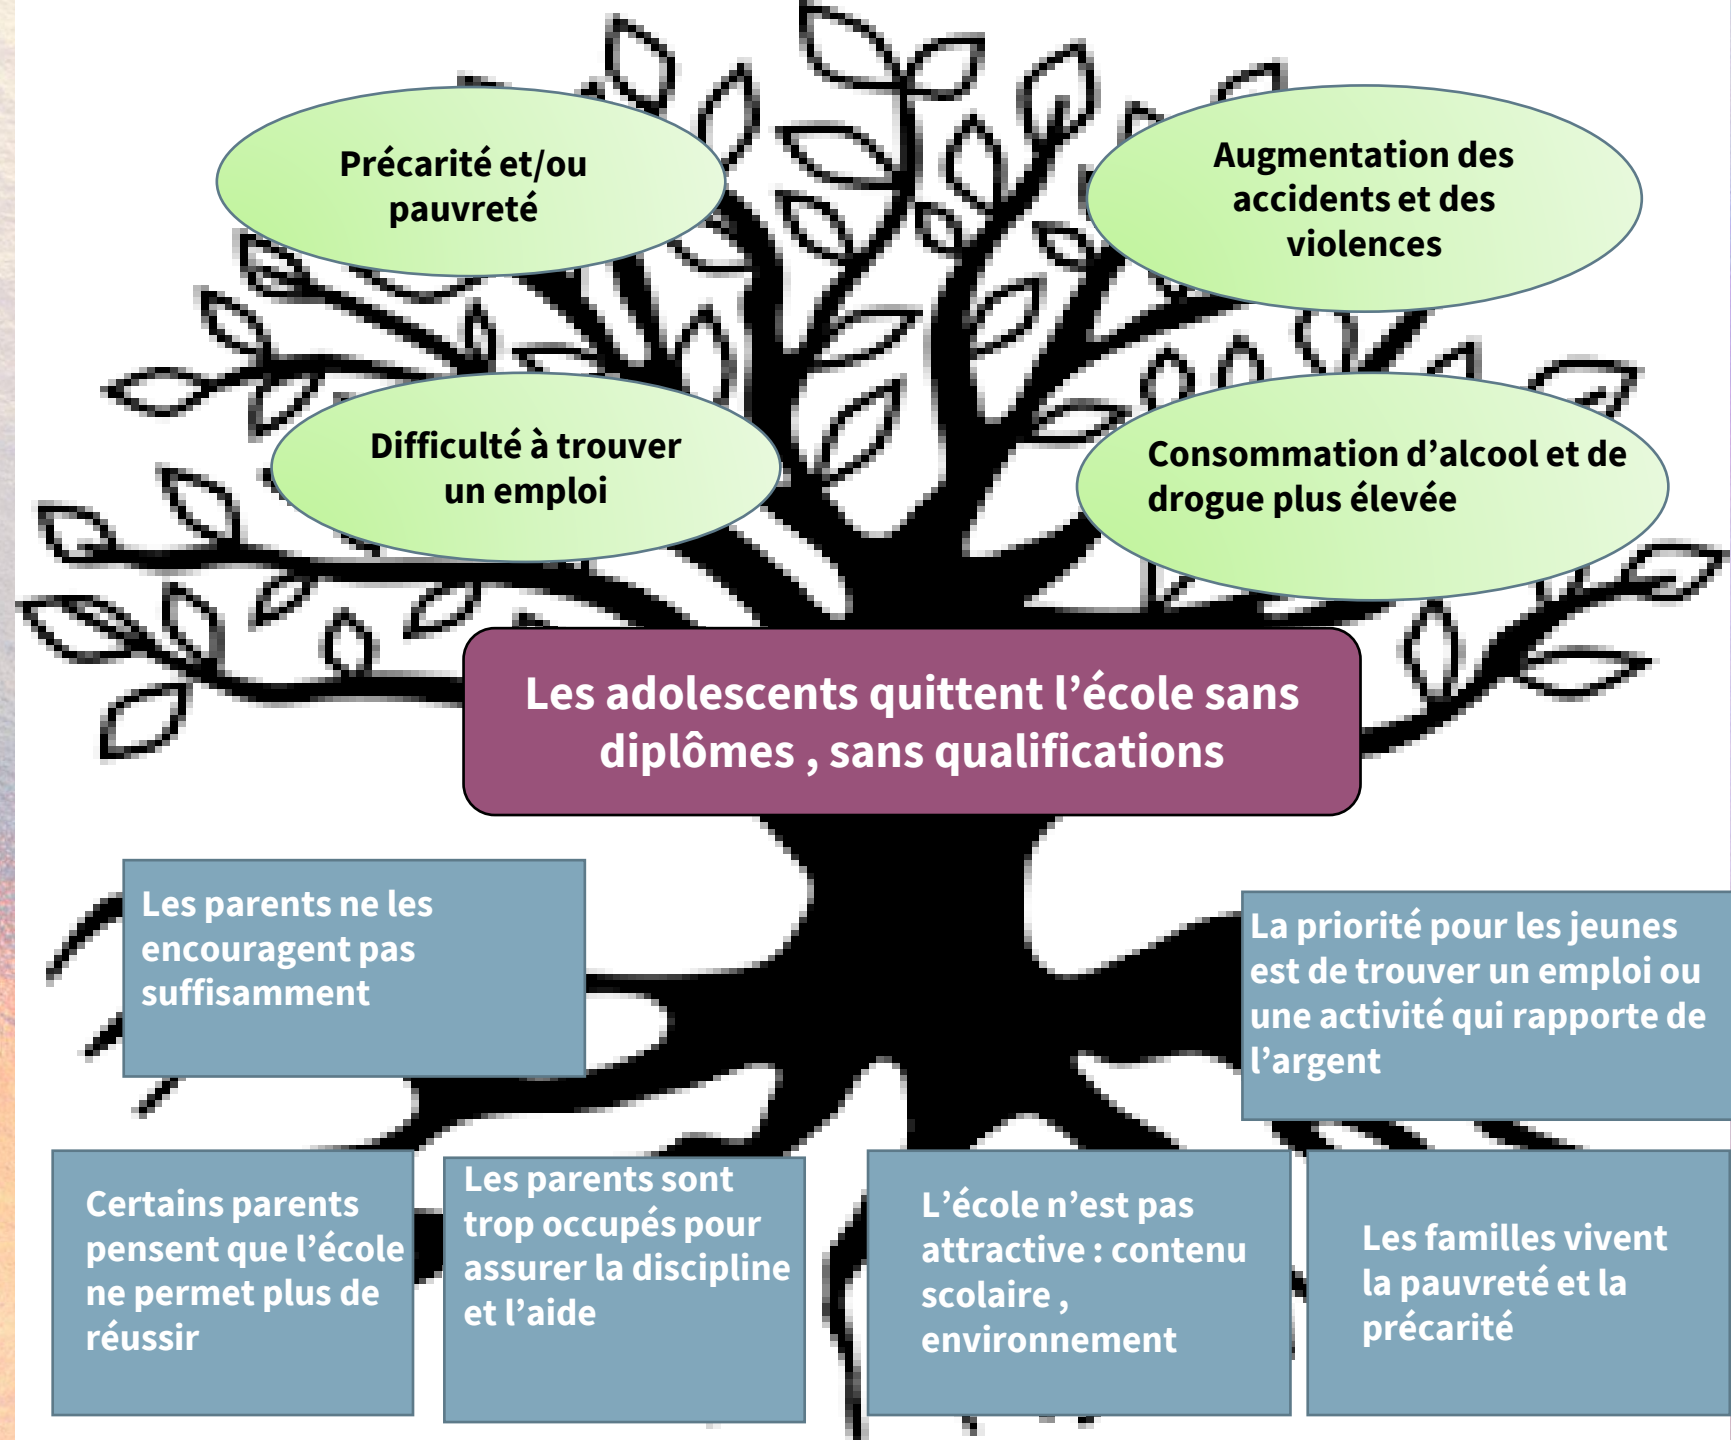 Précarité et/ou
pauvreté
Augmentation des
accidents et des
violences
Difficulté à trouver
un emploi
Consommation d’alcool et de
drogue plus élevée
Les adolescents quittent l’école sans
diplômes , sans qualifications
Les parents ne les
encouragent pas
suffisamment
La priorité pour les jeunes
est de trouver un emploi ou
une activité qui rapporte de
l’argent
Certains parents
pensent que l’école
ne permet plus de
réussir
Les parents sont
trop occupés pour
assurer la discipline
et l’aide
L’école n’est pas
attractive : contenu
scolaire ,
environnement
Les familles vivent
la pauvreté et la
précarité